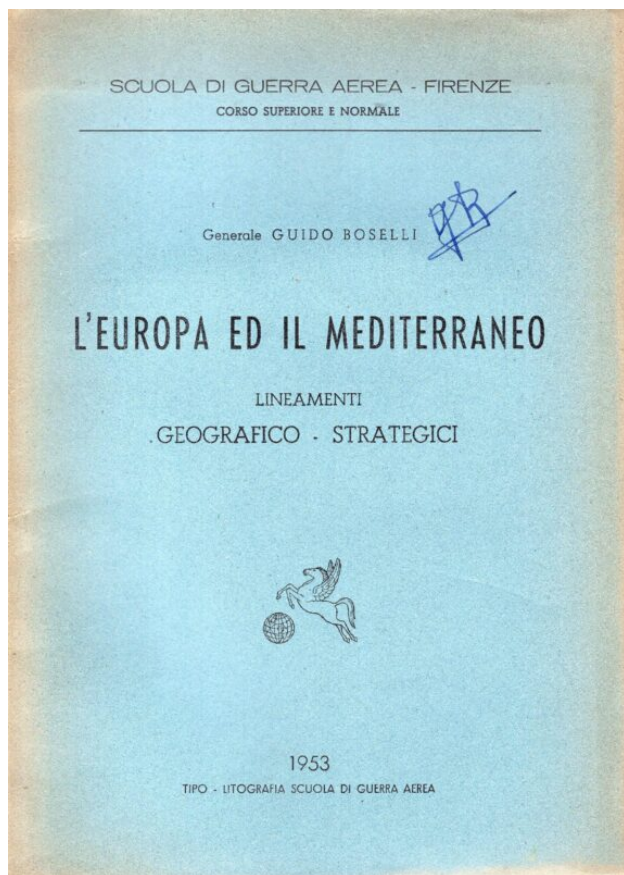 SCUOLA DI GUERRA AEREA - FIRENZE
CORSO SUPERIORE E NORMALE
Generale GUIDO BOSELLI
L'EUROPA ED IL MEDITERRANEO
LINEAMENTI
GEOGRAFICO - STRATEGICI
1953
TIPO - LITOGRAFIA SCUOLA DI GUERRA AEREA